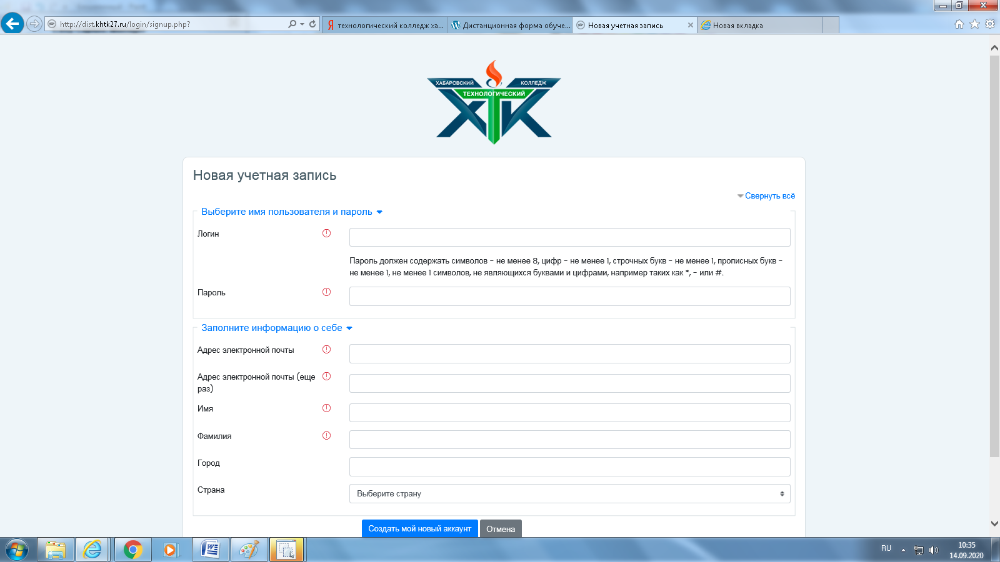 http://dist.khtk27.ru/login/signup.php?
технологический колледж ха...
Дистанционная форма обуче...
Новая учетная запись
Новая вкладка
ХАБАРОВСКИЙ КОЛЛЕДЖ
ТЕХНОЛОГИЧЕСКИЙ
ХТК
Новая учетная запись
Свернуть всё
Выберите имя пользователя и пароль
Логин
Пароль должен содержать символов - не менее 8, цифр - не менее 1, строчных букв - не менее 1, прописных букв -
не менее 1, не менее 1 символов, не являющихся буквами и цифрами, например таких как *, - или #.
Пароль
Заполните информацию о себе
Адрес электронной почты
Адрес электронной почты (еще
раз)
Имя
Фамилия
Город
Страна
Выберите страну
Создать мой новый аккаунт
Отмена
RU
10:35
14.09.2020